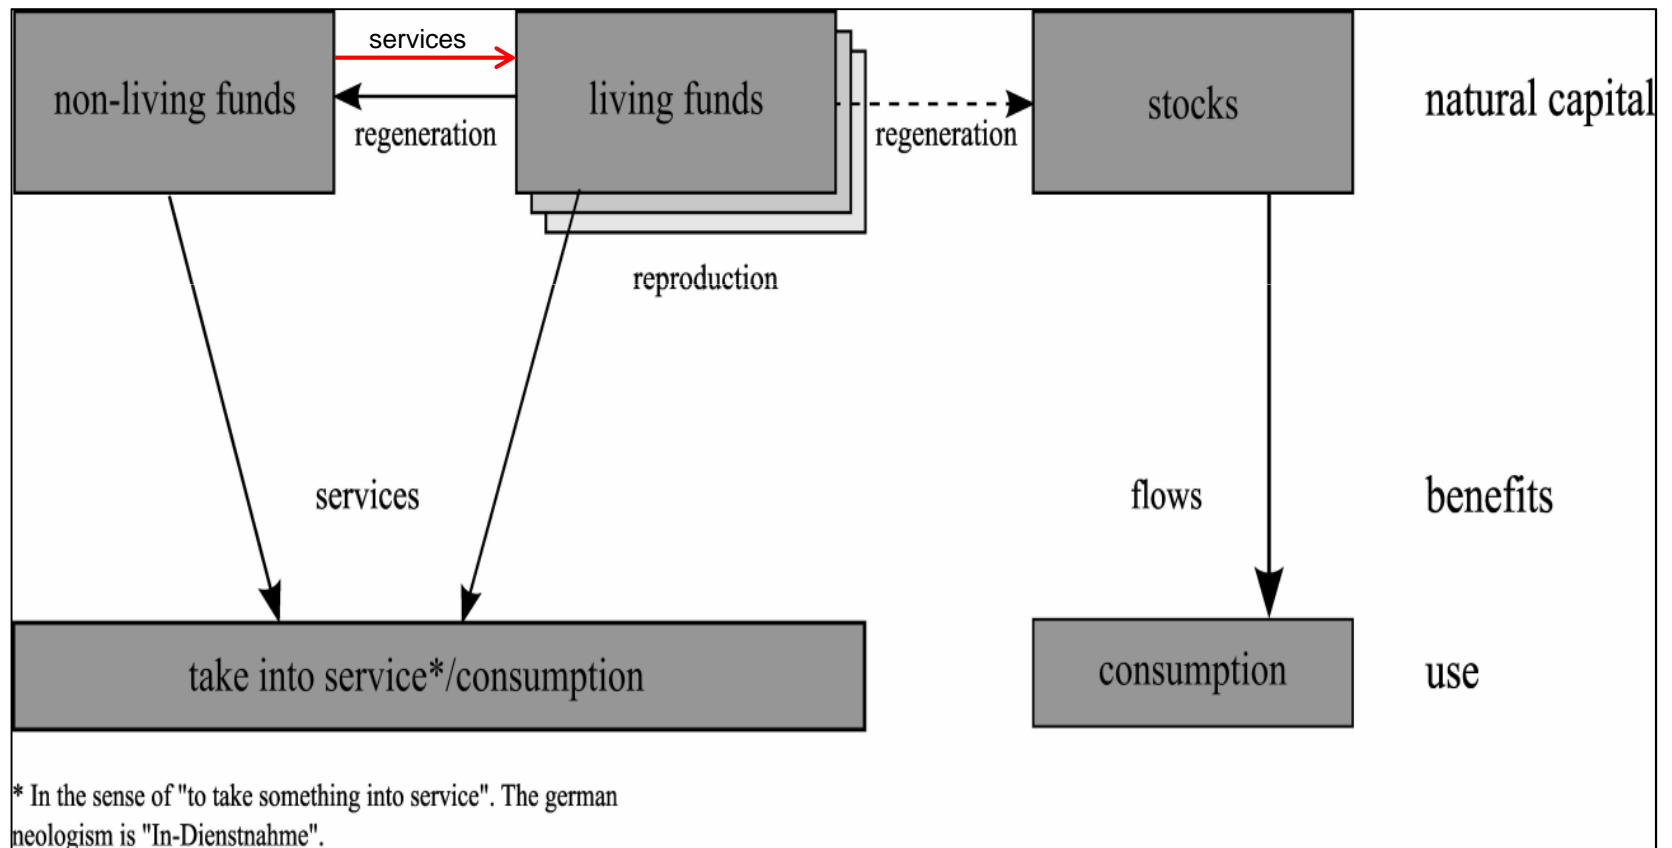 services
non-living funds
living funds
stocks
natural capital
regeneration
regeneration
reproduction
services
flows
benefits
take into service*/consumption
consumption
use
* In the sense of "to take something into service". The german
neologism is "In-Dienstnahme".